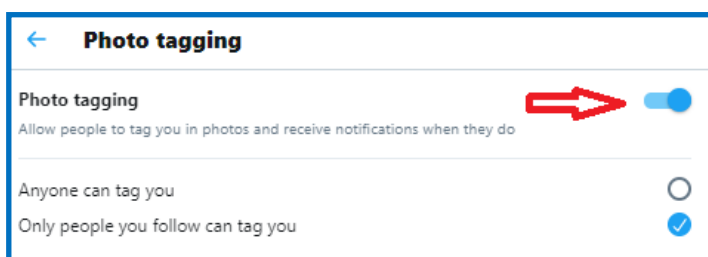 Photo tagging
Photo tagging
Allow people to tag you in photos and receive notifications when they do
Anyone can tag you
Only people you follow can tag you